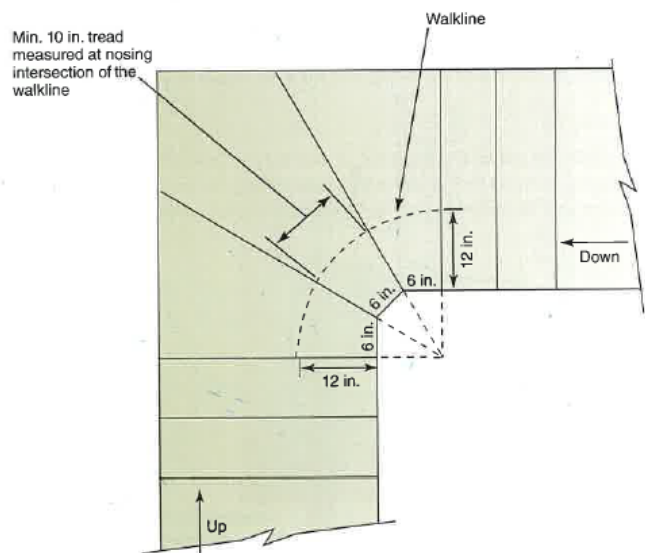 Walkline
Min. 10 in. tread
measured at nosing
intersection of the
walkline
12 in.
Down
6 in.
6 in.
6 in.
12 in.
Up